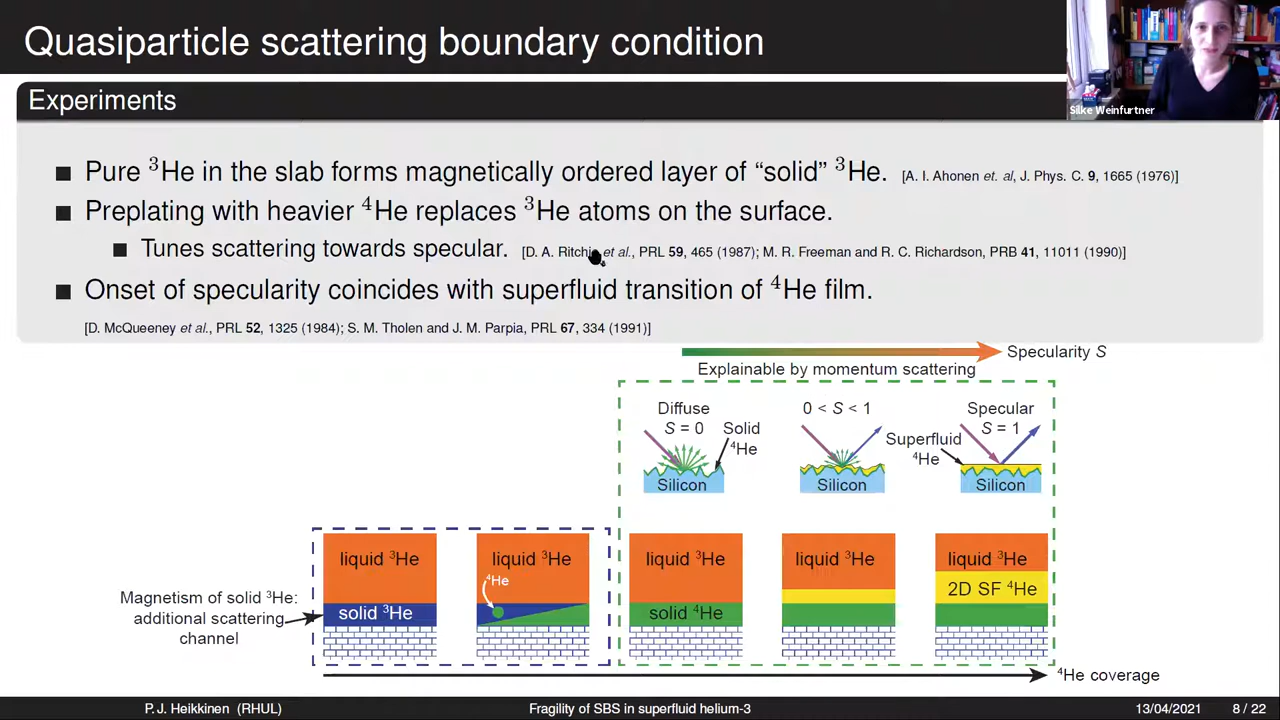 Quasiparticle scattering boundary condition
Silke Weinfurtner
Experiments
Pure ³He in the slab forms magnetically ordered layer of “solid” ³He. [A. I. Ahonen et. al, J. Phys. C. 9, 1665 (1976)]
Preplating with heavier ⁴He replaces ³He atoms on the surface.
Tunes scattering towards specular. [D. A. Ritchie et al., PRL 59, 465 (1987); M. R. Freeman and R. C. Richardson, PRB 41, 11011 (1990)]
Onset of specularity coincides with superfluid transition of ⁴He film.
[D. McQueeney et al., PRL 52, 1325 (1984); S. M. Tholen and J. M. Parpia, PRL 67, 334 (1991)]
Specularity S
Explainable by momentum scattering
Diffuse
S = 0
Solid
⁴He
Silicon
0 < S < 1
Silicon
Specular
S = 1
Superfluid
⁴He
Silicon
liquid ³He
solid ³He
liquid ³He
⁴He
liquid ³He
solid ⁴He
liquid ³He
liquid ³He
2D SF ⁴He
Magnetism of solid ³He:
additional scattering
channel
⁴He coverage
P. J. Heikkinen (RHUL)
Fragility of SBS in superfluid helium-3
13/04/2021
8 / 22